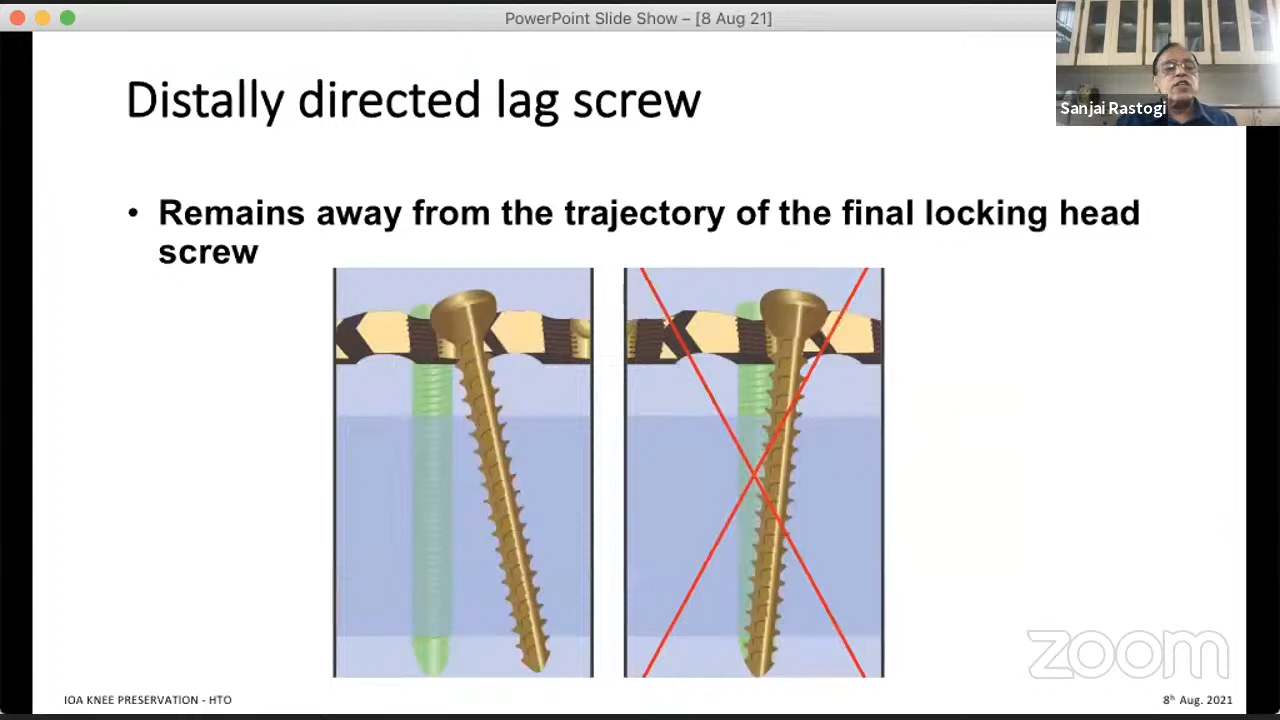 PowerPoint Slide Show – [8 Aug 21]
Distally directed lag screw
Sanjai Rastogi
• Remains away from the trajectory of the final locking head
screw
zoom
IOA KNEE PRESERVATION - HTO
8ʰ Aug. 2021